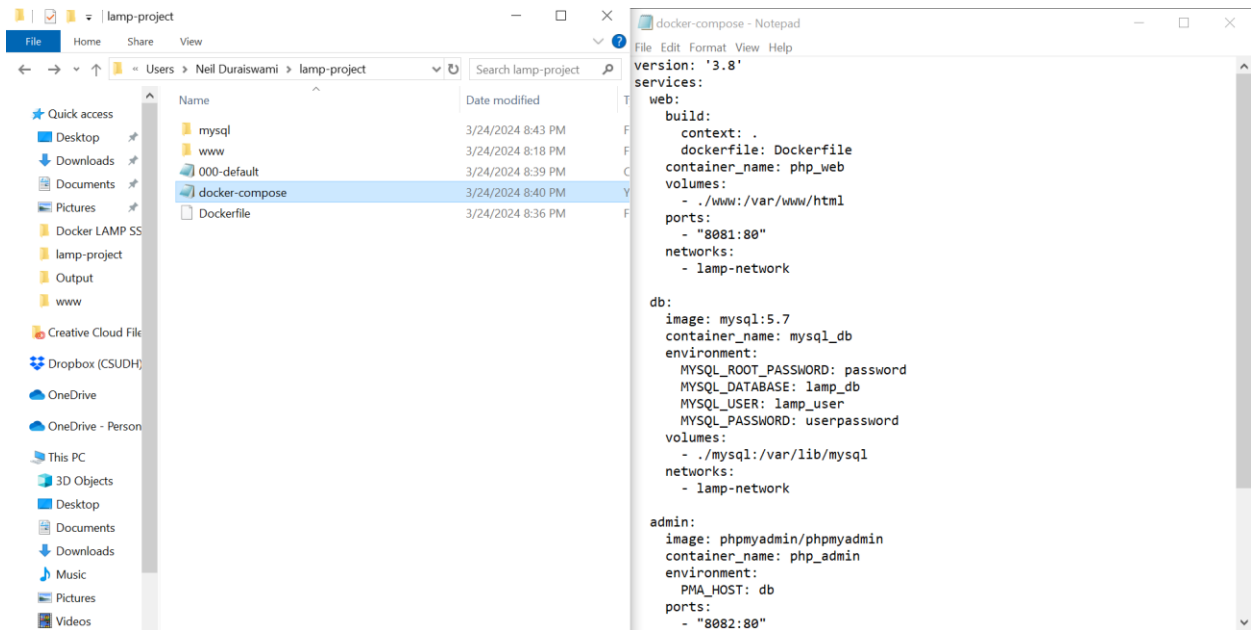 lamp-project
File Home Share View
« Users > Neil Duraiswami > lamp-project
Search lamp-project
Quick access
Desktop
Downloads
Documents
Pictures
Docker LAMP SS
lamp-project
Output
www
Creative Cloud File
Dropbox (CSUDH)
OneDrive
OneDrive - Person
This PC
3D Objects
Desktop
Documents
Downloads
Music
Pictures
Videos
Name Date modified T
mysql 3/24/2024 8:43 PM F
www 3/24/2024 8:18 PM F
000-default 3/24/2024 8:39 PM C
docker-compose 3/24/2024 8:40 PM Y
Dockerfile 3/24/2024 8:36 PM F
docker-compose - Notepad
File Edit Format View Help
version: '3.8'
services:
  web:
    build:
      context: .
      dockerfile: Dockerfile
    container_name: php_web
    volumes:
      - ./www:/var/www/html
    ports:
      - "8081:80"
    networks:
      - lamp-network

  db:
    image: mysql:5.7
    container_name: mysql_db
    environment:
      MYSQL_ROOT_PASSWORD: password
      MYSQL_DATABASE: lamp_db
      MYSQL_USER: lamp_user
      MYSQL_PASSWORD: userpassword
    volumes:
      - ./mysql:/var/lib/mysql
    networks:
      - lamp-network

  admin:
    image: phpmyadmin/phpmyadmin
    container_name: php_admin
    environment:
      PMA_HOST: db
    ports:
      - "8082:80"